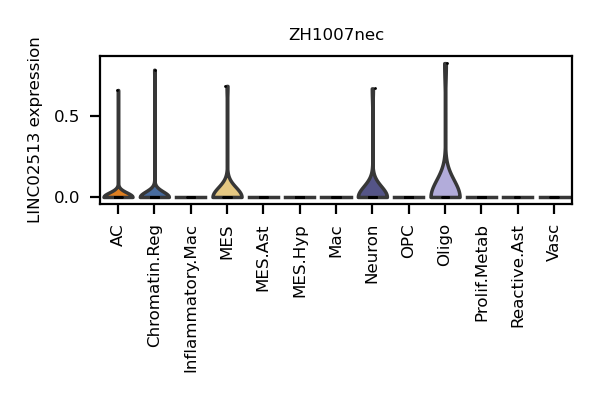 ZH1007nec
LINC02513 expression
0.5
0.0
AC
Chromatin.Reg
Inflammatory.Mac
MES
MES.Ast
MES.Hyp
Mac
Neuron
OPC
Oligo
Prolif.Metab
Reactive.Ast
Vasc